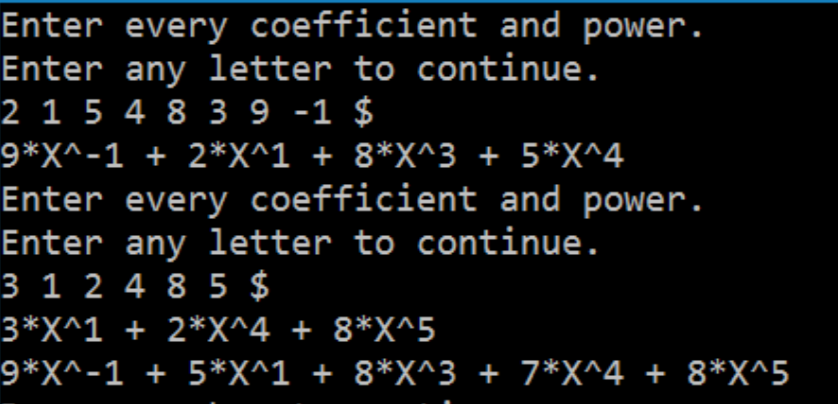 Enter every coefficient and power.
Enter any letter to continue.
2 1 5 4 8 3 9 -1 $
9*X^-1 + 2*X^1 + 8*X^3 + 5*X^4
Enter every coefficient and power.
Enter any letter to continue.
3 1 2 4 8 5 $
3*X^1 + 2*X^4 + 8*X^5
9*X^-1 + 5*X^1 + 8*X^3 + 7*X^4 + 8*X^5